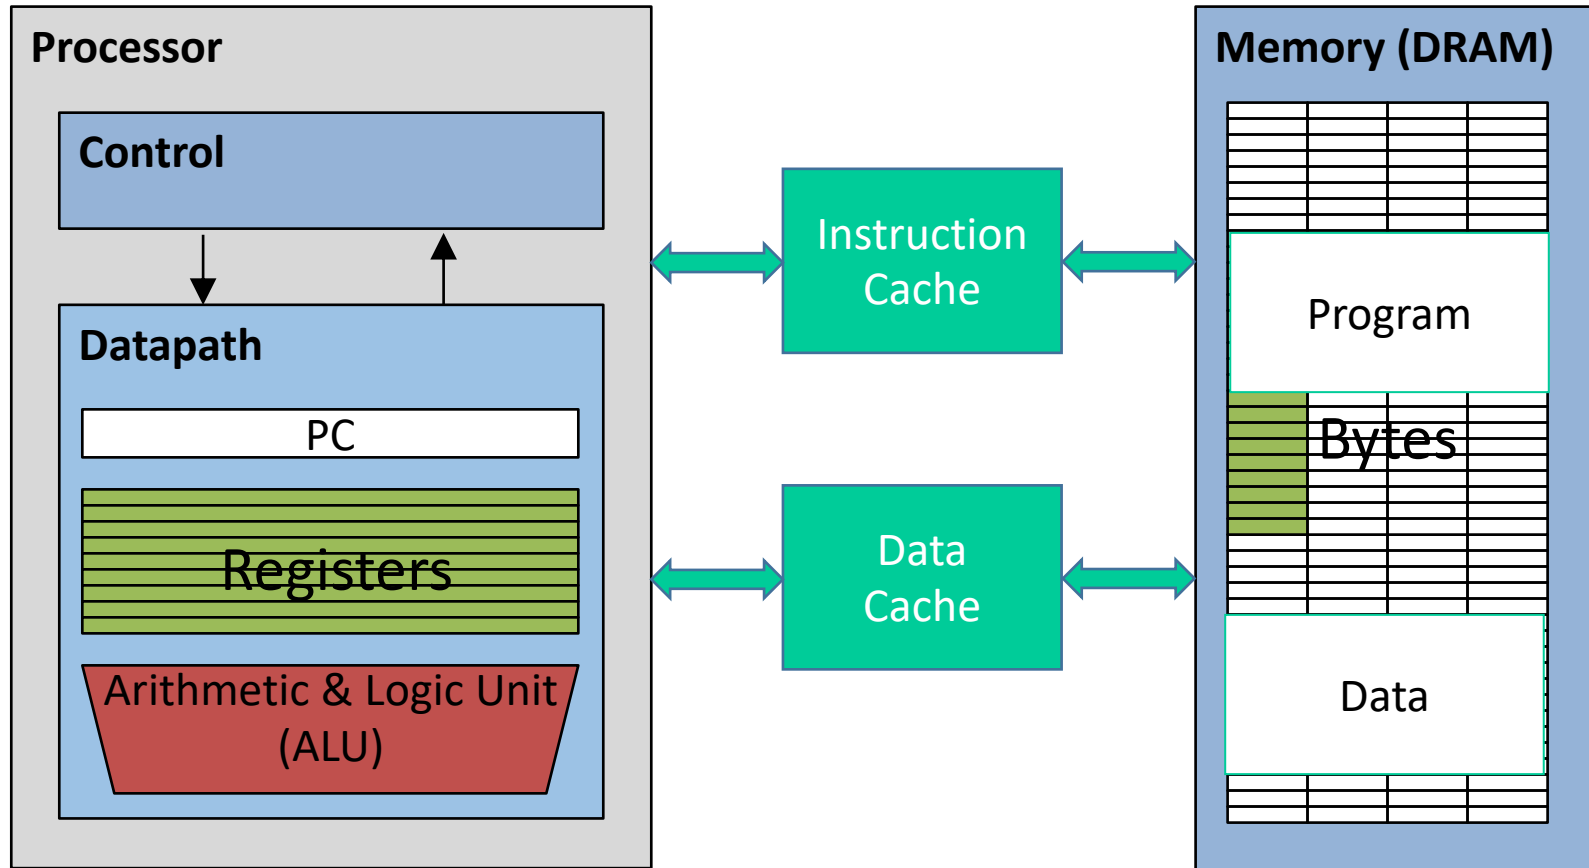 Processor
Control
Datapath
PC
Registers
Arithmetic & Logic Unit
(ALU)
Instruction
Cache
Data
Cache
Memory (DRAM)
Program
Bytes
Data